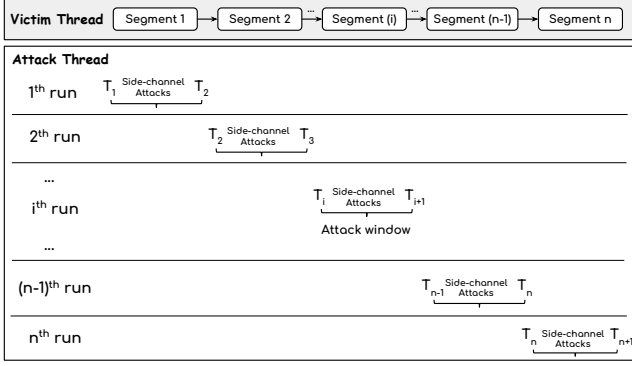 Victim Thread Segment 1 Segment 2 ... Segment (i) ... Segment (n-1) Segment n
Attack Thread
1th run T1 Side-channel Attacks T2
2th run T2 Side-channel Attacks T3
...
ith run Ti Side-channel Attacks Ti+1
Attack window
...
(n-1)th run Tn-1 Side-channel Attacks Tn
nth run Tn Side-channel Attacks Tn+1